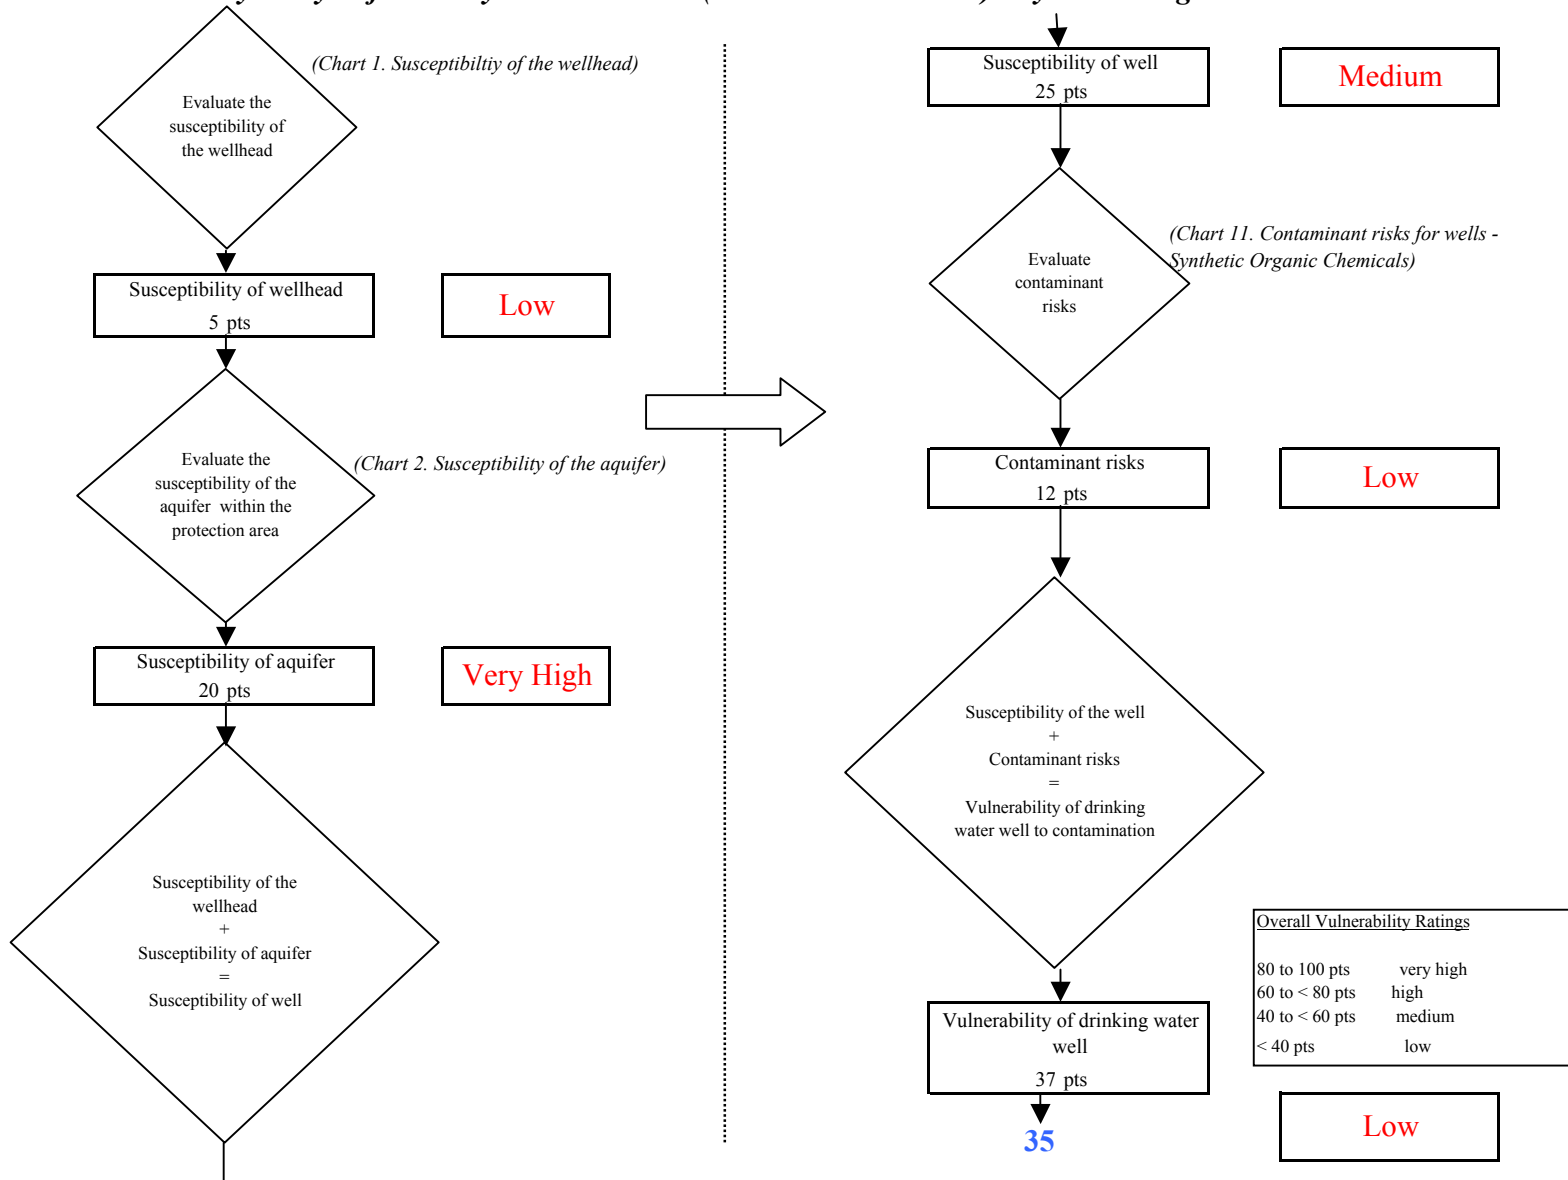 (Chart 1. Susceptibiltiy of the wellhead)
Evaluate the
susceptibility of
the wellhead
Susceptibility of wellhead
5 pts
Low
Evaluate the
susceptibility of the
aquifer within the
protection area
(Chart 2. Susceptibility of the aquifer)
Susceptibility of aquifer
20 pts
Very High
Susceptibility of the
wellhead
+
Susceptibility of aquifer
=
Susceptibility of well
Susceptibility of well
25 pts
Medium
(Chart 11. Contaminant risks for wells -
Synthetic Organic Chemicals)
Evaluate
contaminant
risks
Contaminant risks
12 pts
Low
Susceptibility of the well
+
Contaminant risks
=
Vulnerability of drinking
water well to contamination
Overall Vulnerability Ratings
80 to 100 pts very high
60 to < 80 pts high
40 to < 60 pts medium
< 40 pts low
Vulnerability of drinking water
well
37 pts
35
Low